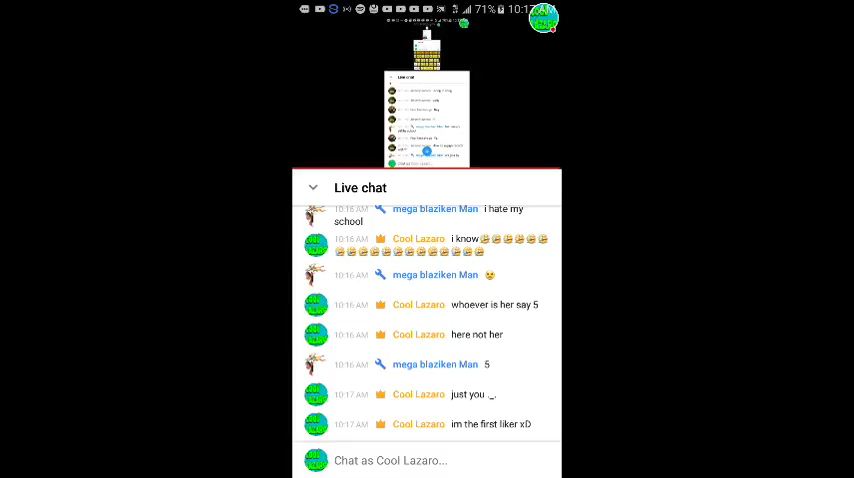 71% 10:17 AM
Live chat
10:16 AM mega blaziken Man i hate my
school
10:16 AM Cool Lazaro i know
10:16 AM mega blaziken Man
10:16 AM Cool Lazaro whoever is her say 5
10:16 AM Cool Lazaro here not her
10:16 AM mega blaziken Man 5
10:17 AM Cool Lazaro just you ._.
10:17 AM Cool Lazaro im the first liker xD
Chat as Cool Lazaro...